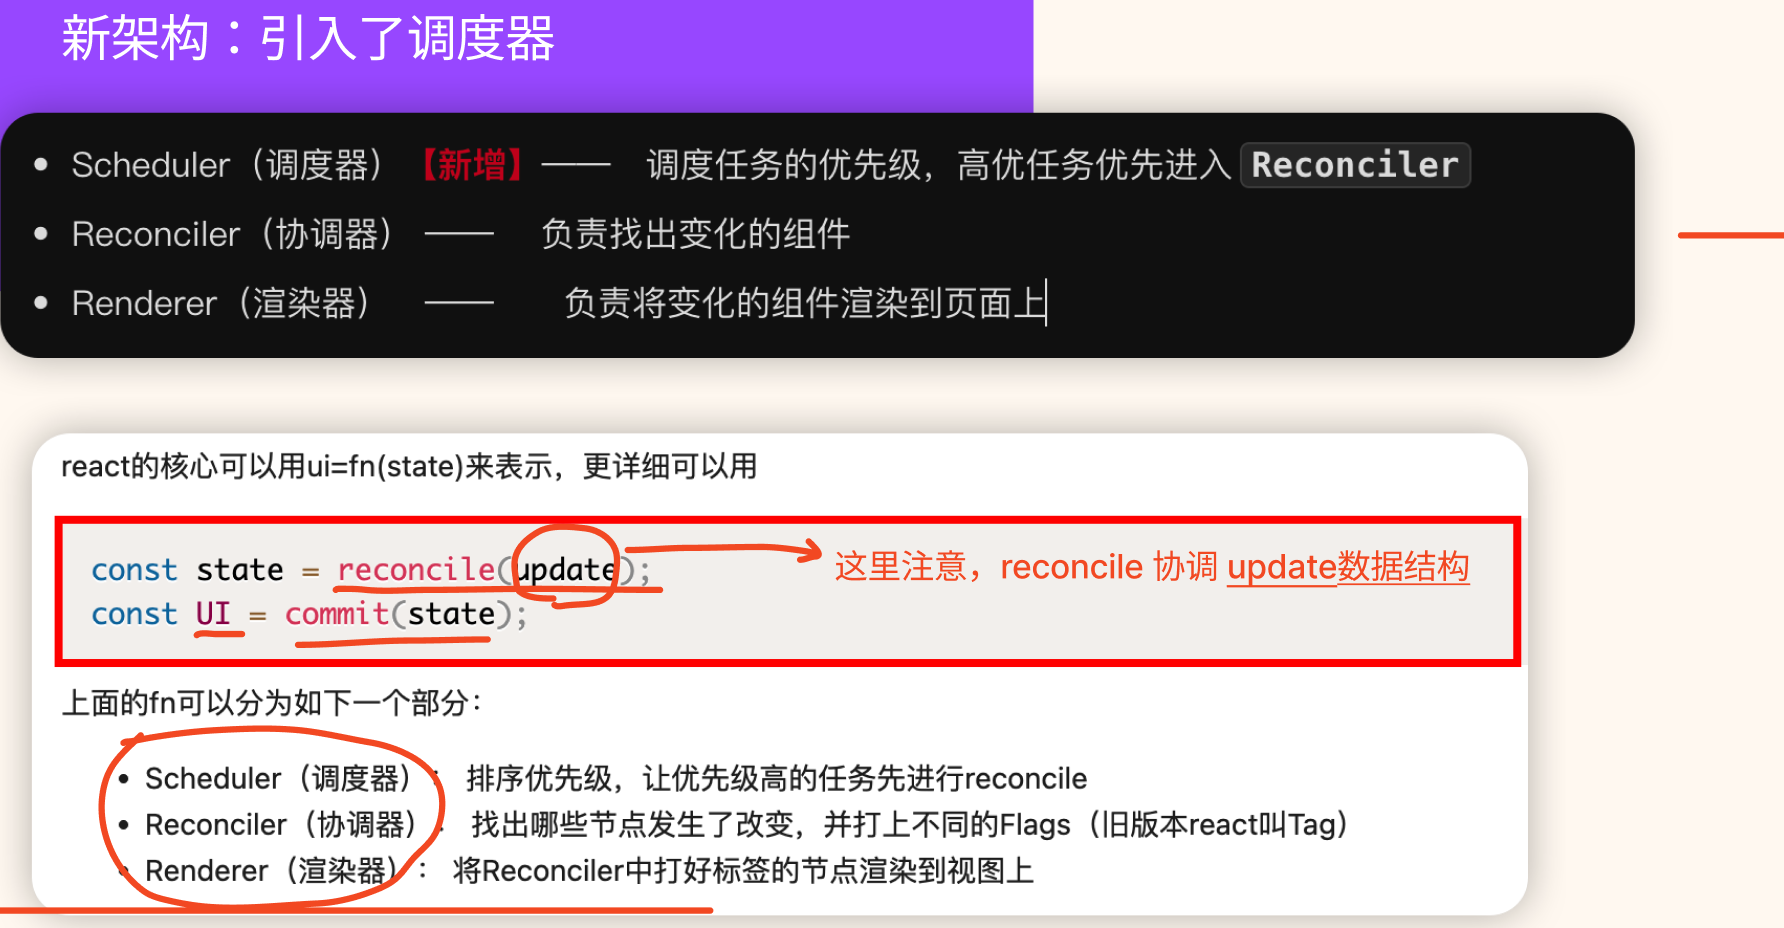 新架构：引入了调度器
• Scheduler（调度器）【新增】—— 调度任务的优先级，高优任务优先进入 Reconciler
• Reconciler（协调器） —— 负责找出变化的组件
• Renderer（渲染器） —— 负责将变化的组件渲染到页面上
react的核心可以用ui=fn(state)来表示，更详细可以用
const state = reconcile(update); 这里注意，reconcile 协调 update数据结构
const UI = commit(state);
上面的fn可以分为如下一个部分：
• Scheduler（调度器）： 排序优先级，让优先级高的任务先进行reconcile
• Reconciler（协调器）： 找出哪些节点发生了改变，并打上不同的Flags（旧版本react叫Tag）
• Renderer（渲染器）： 将Reconciler中打好标签的节点渲染到视图上